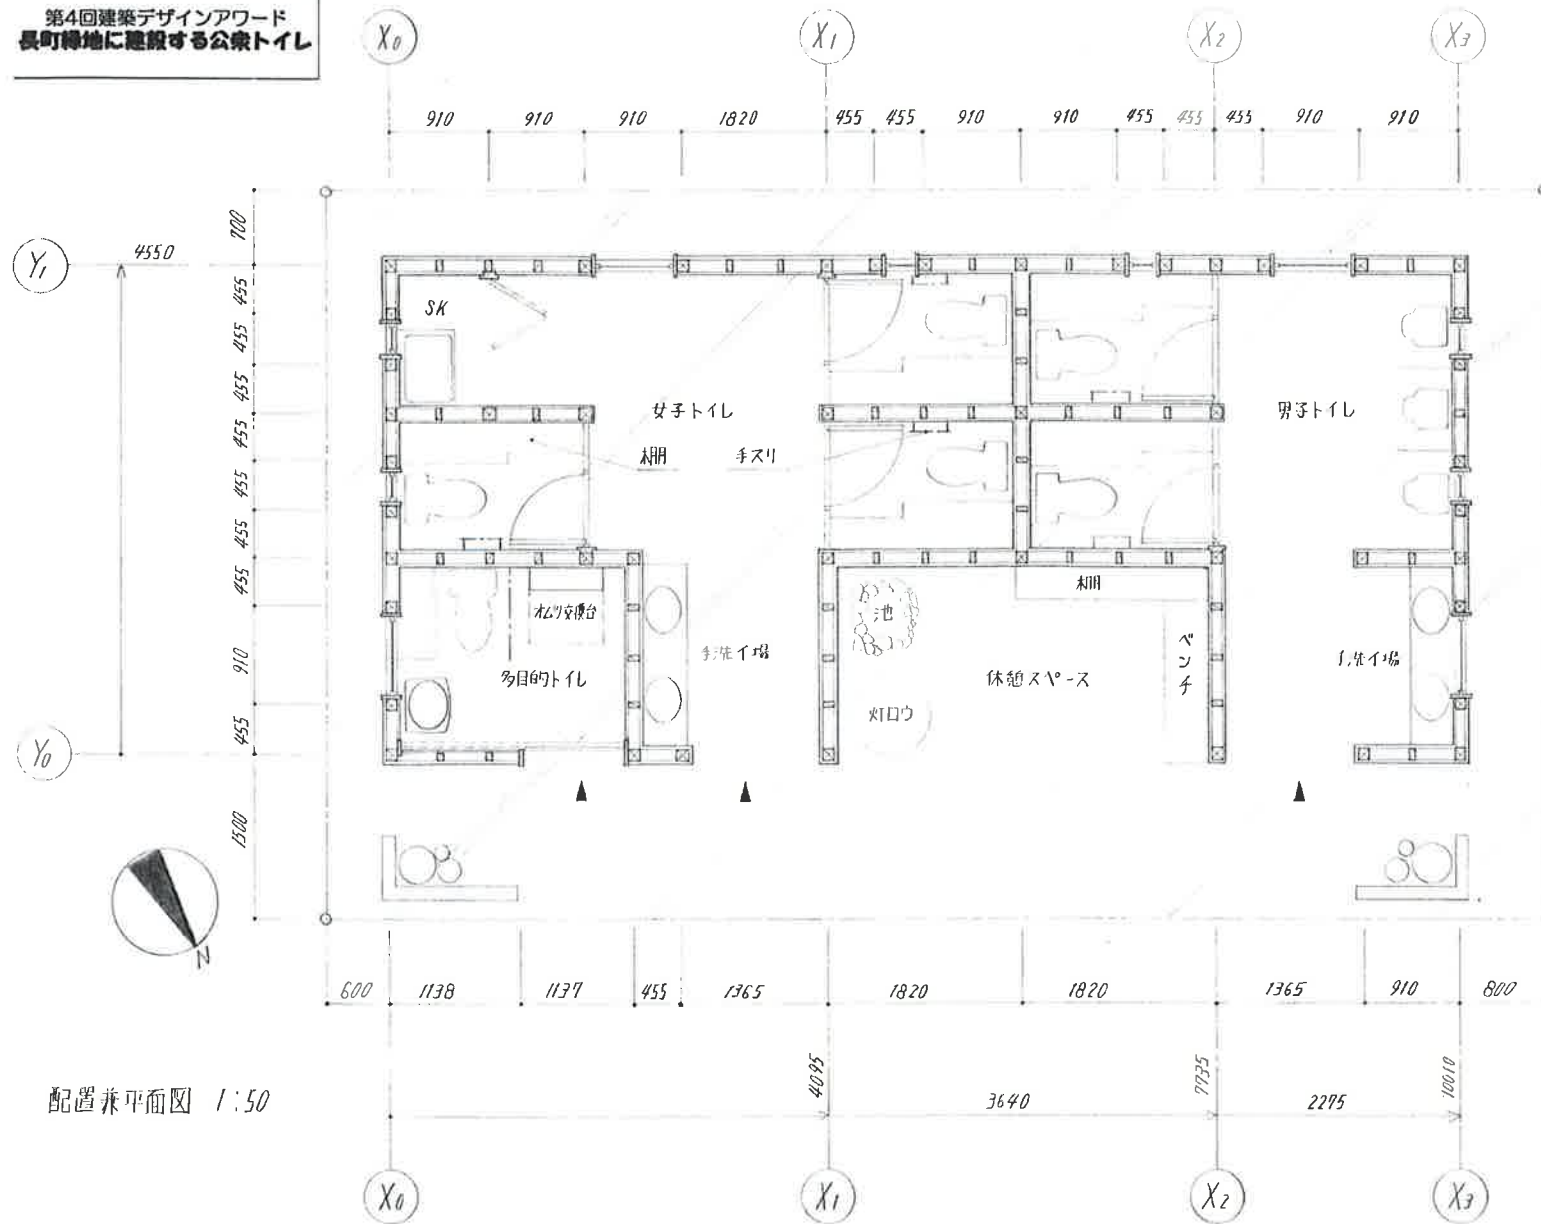 第4回建築デザインアワード
長町緑地に建設する公衆トイレ
X0 X1 X2 X3
910 910 910 1820 455 455 910 910 455 455 455 910 910
700
Y1
4550
455
455
455
455
455
455
910
455
Y0
1500
SK
女子トイレ
男子トイレ
棚
手スリ
オムツ交換台
多目的トイレ
手洗イ場
池
灯ロウ
棚
休憩スペース
ベンチ
手洗イ場
N
600 1138 1137 455 1365 1820 1820 1365 910 800
4095 3640 7735 2275 10010
配置兼平面図 1:50
X0 X1 X2 X3